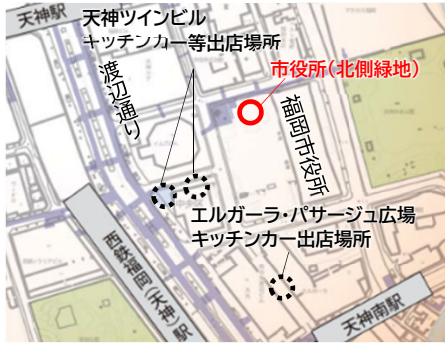 天神駅
天神ツインビル
キッチンカー等出店場所
渡辺通り
市役所(北側緑地)
福岡市役所
エルガーラ・パサージュ広場
キッチンカー出店場所
西鉄福岡(天神)駅
天神南駅